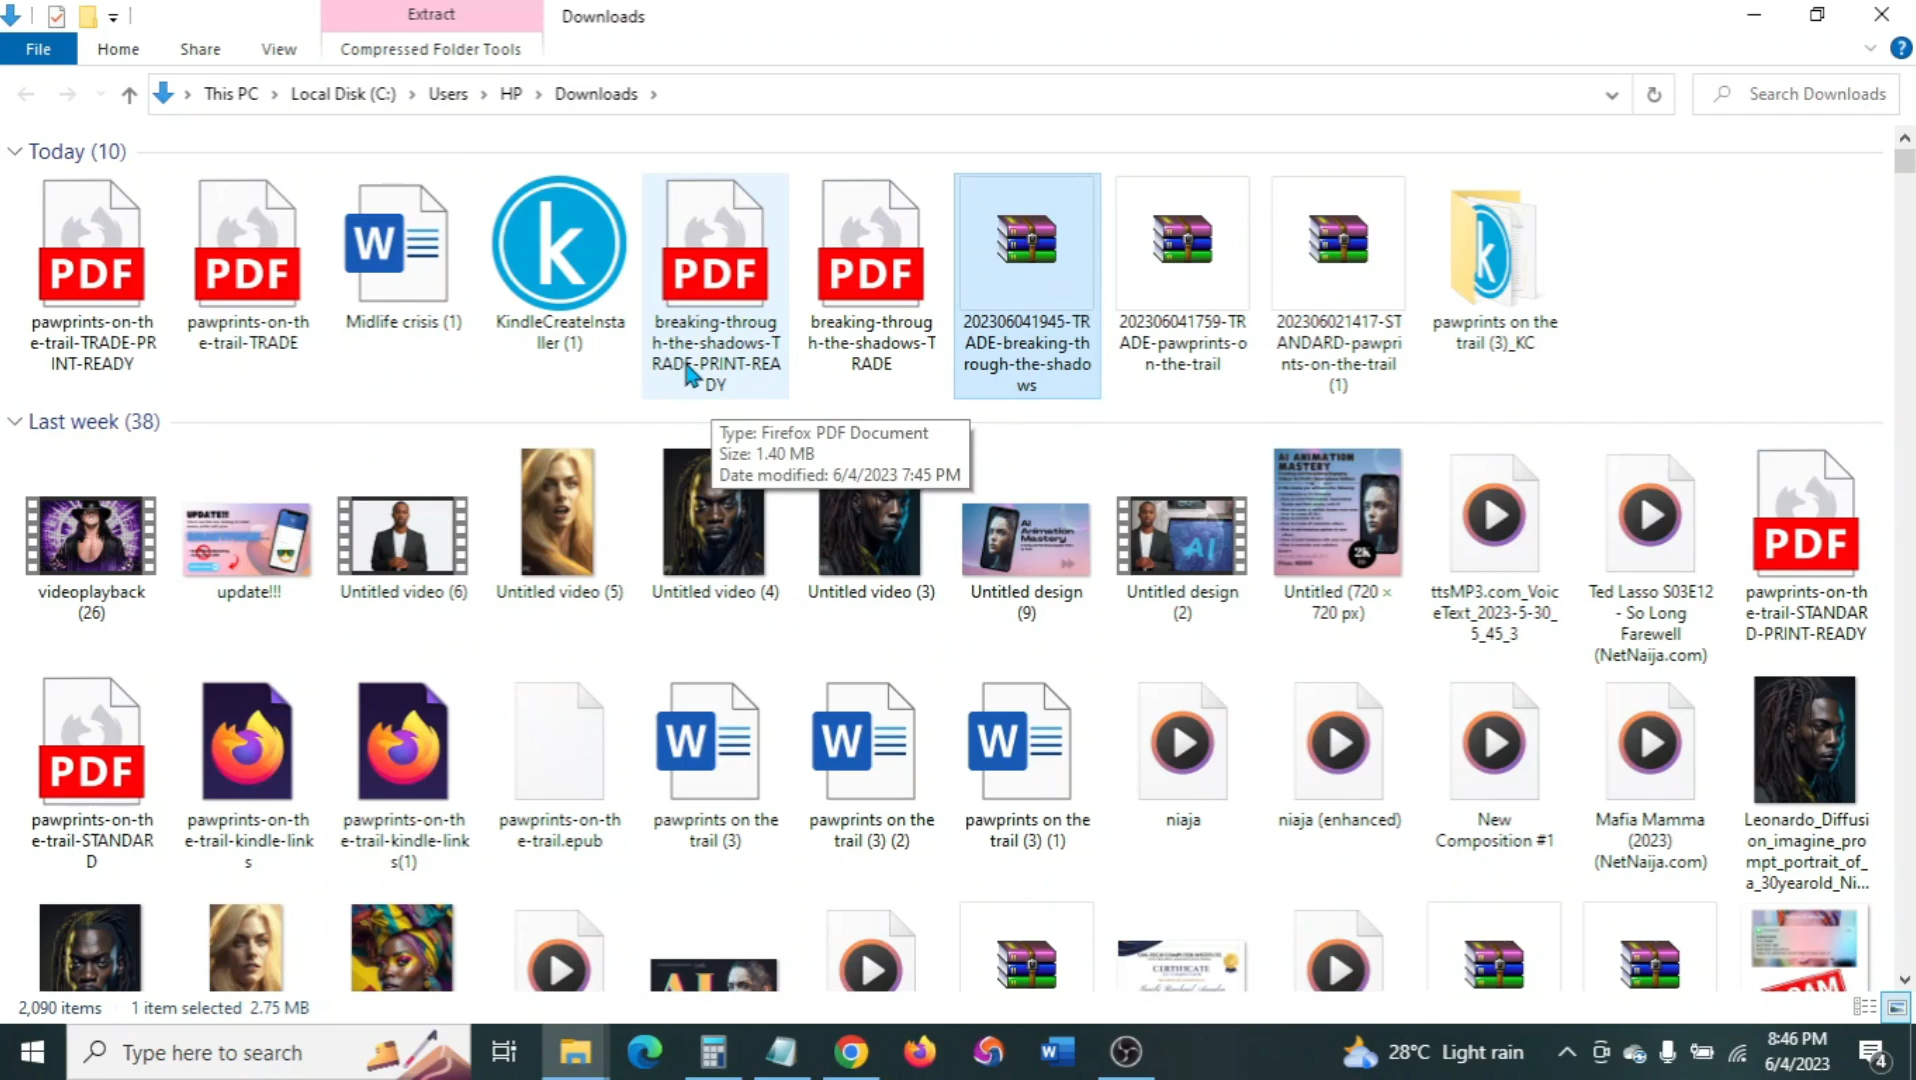 Extract
Downloads
File
Home
Share
View
Compressed Folder Tools
This PC
Local Disk (C:)
Users
HP
Downloads
Search Downloads
Today (10)
PDF
PDF
W
k
PDF
PDF
k
pawprints-on-th
e-trail-TRADE-PR
INT-READY
pawprints-on-th
e-trail-TRADE
Midlife crisis (1)
KindleCreateInsta
ller (1)
breaking-throug
h-the-shadows-T
RADE-PRINT-REA
DY
breaking-throug
h-the-shadows-T
RADE
202306041945-TR
ADE-breaking-th
rough-the-shado
ws
202306041759-TR
ADE-pawprints-o
n-the-trail
202306021417-ST
ANDARD-pawpri
nts-on-the-trail
(1)
pawprints on the
trail (3)_KC
Last week (38)
Type: Firefox PDF Document
Size: 1.40 MB
Date modified: 6/4/2023 7:45 PM
UPDATE!!!
AI
Animation
Mastery
AI
AI ANIMATION
MASTERY
2K
PDF
videoplayback
(26)
update!!!
Untitled video (6)
Untitled video (5)
Untitled video (4)
Untitled video (3)
Untitled design
(9)
Untitled design
(2)
Untitled (720 ×
720 px)
ttsMP3.com_Voic
eText_2023-5-30_
5_45_3
Ted Lasso S03E12
- So Long
Farewell
(NetNaija.com)
pawprints-on-th
e-trail-STANDAR
D-PRINT-READY
PDF
W
W
W
pawprints-on-th
e-trail-STANDAR
D
pawprints-on-th
e-trail-kindle-link
s
pawprints-on-th
e-trail-kindle-link
s(1)
pawprints-on-th
e-trail.epub
pawprints on the
trail (3)
pawprints on the
trail (3) (2)
pawprints on the
trail (3) (1)
niaja
niaja (enhanced)
New
Composition #1
Mafia Mamma
(2023)
(NetNaija.com)
Leonardo_Diffusi
on_imagine_pro
mpt_portrait_of_
a_30yearold_Ni...
AI
CERTIFICATE
2,090 items
1 item selected 2.75 MB
Type here to search
W
28°C Light rain
8:46 PM
6/4/2023
4